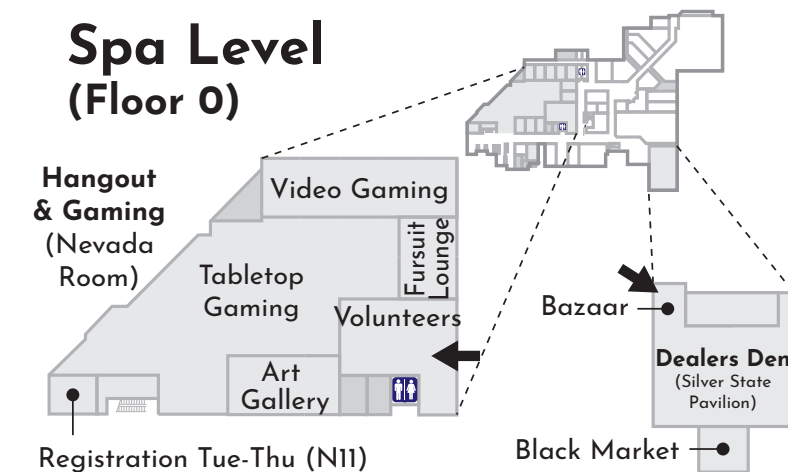 Spa Level
(Floor 0)
Hangout
& Gaming
(Nevada
Room)
Video Gaming
Fursuit
Lounge
Tabletop
Gaming
Volunteers
Art
Gallery
Registration Tue-Thu (N11)
Bazaar
Dealers Den
(Silver State
Pavilion)
Black Market